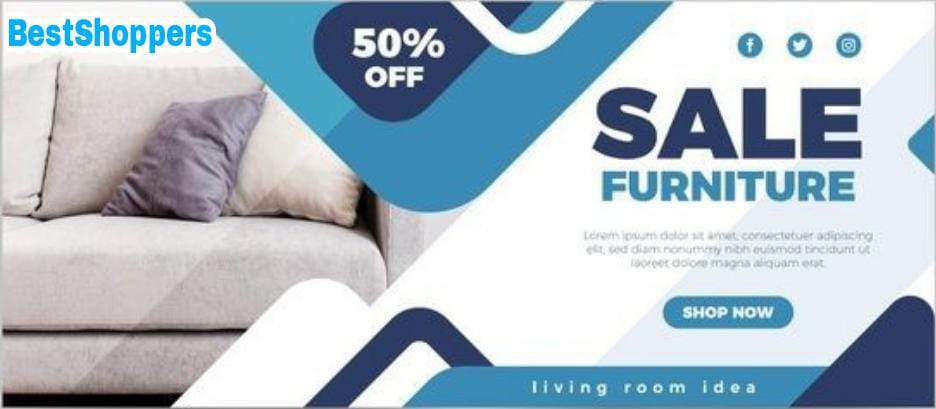 BestShoppers
50%
OFF
SALE
FURNITURE
Lorem ipsum dolor sit amet, consectetuer adipiscing
elit, sed diam nonummy nibh euismod tincidunt ut
laoreet dolore magna aliquam erat.
SHOP NOW
living room idea